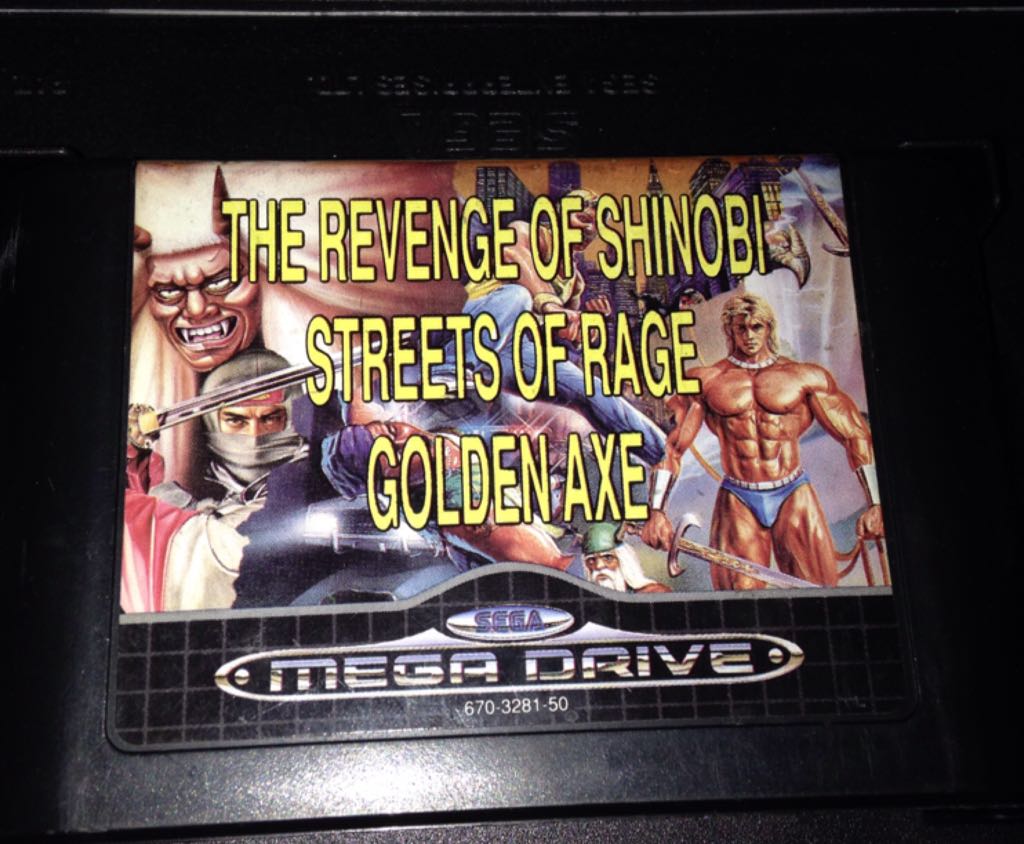 THE REVENGE OF SHINOBI
STREETS OF RAGE
GOLDEN AXE
SEGA
MEGA DRIVE
670-3281-50